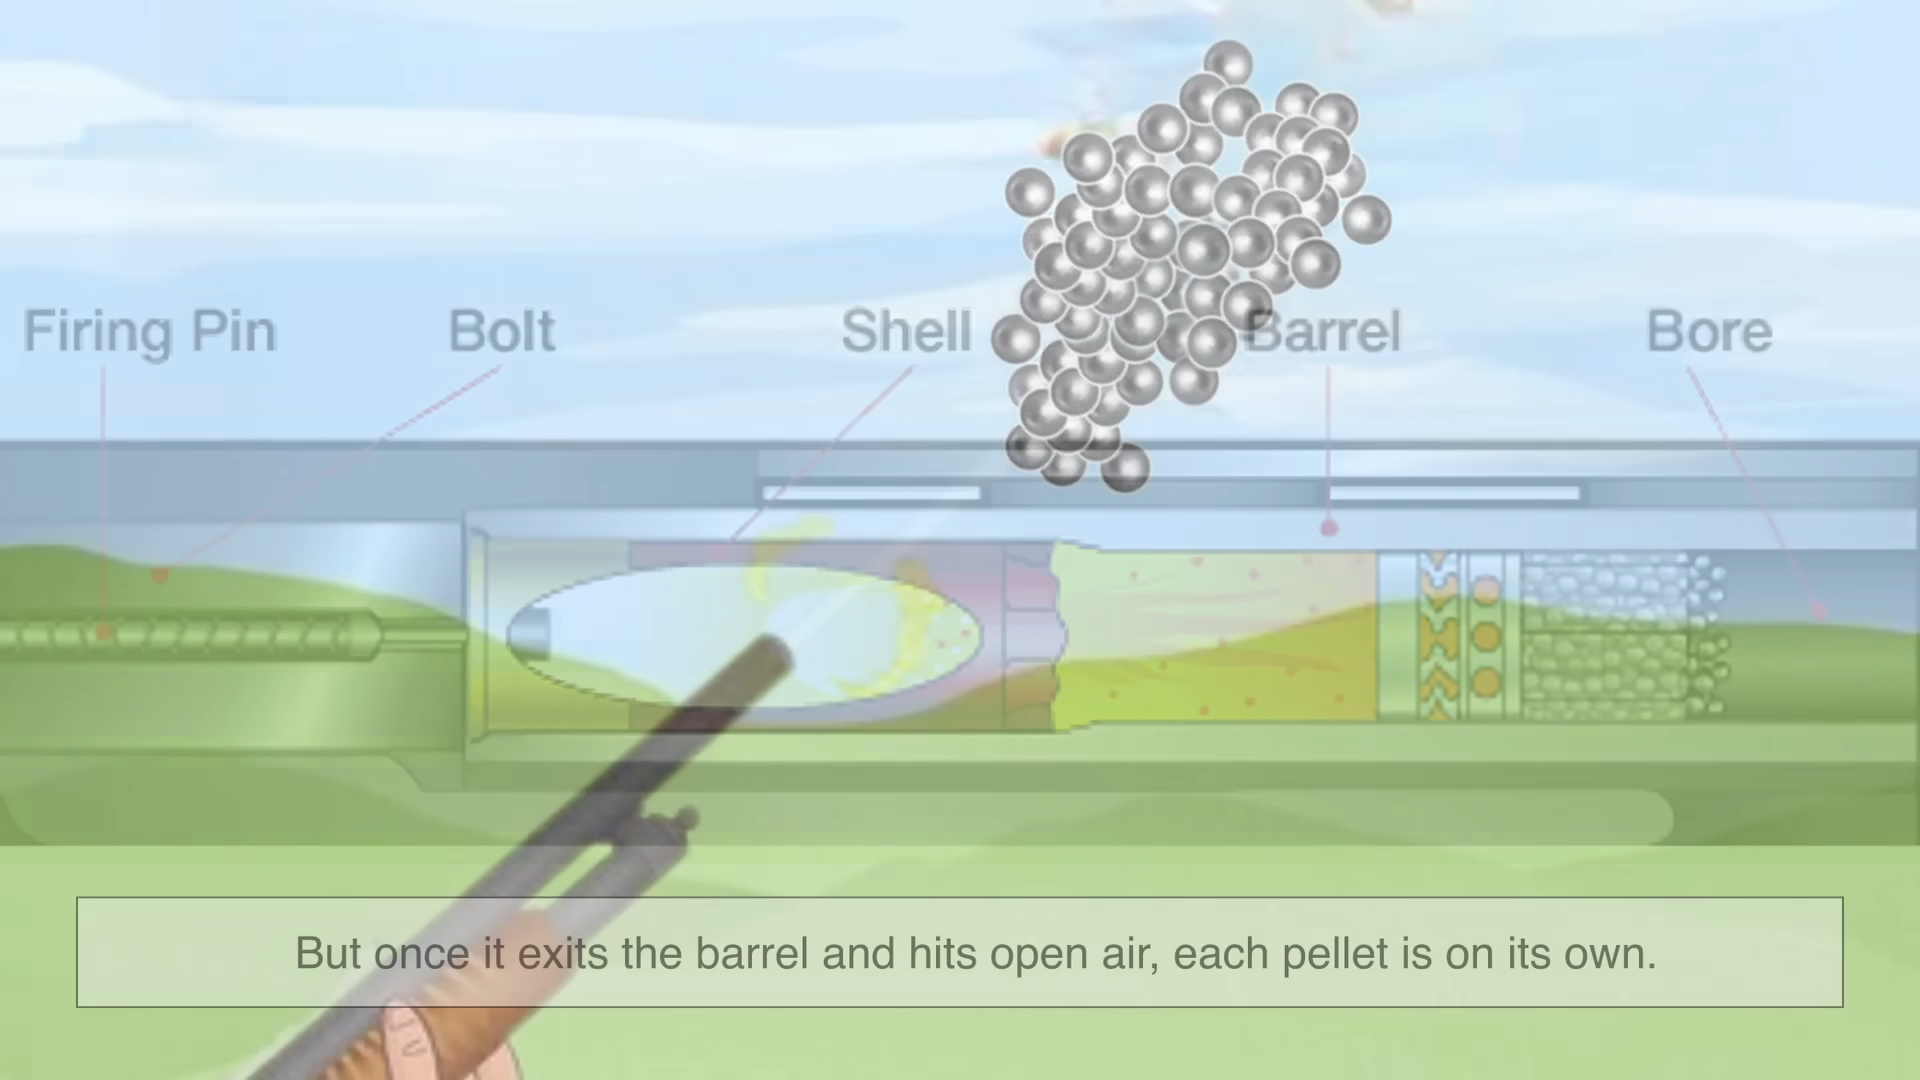 Firing Pin
Bolt
Shell
Barrel
Bore
But once it exits the barrel and hits open air, each pellet is on its own.